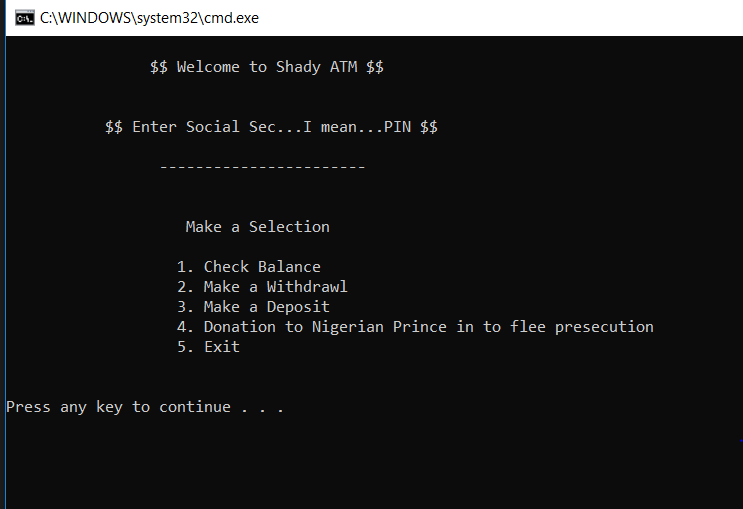 C:\WINDOWS\system32\cmd.exe
$$ Welcome to Shady ATM $$
$$ Enter Social Sec...I mean...PIN $$
-----------------------
Make a Selection
1. Check Balance
2. Make a Withdrawl
3. Make a Deposit
4. Donation to Nigerian Prince in to flee presecution
5. Exit
Press any key to continue . . .